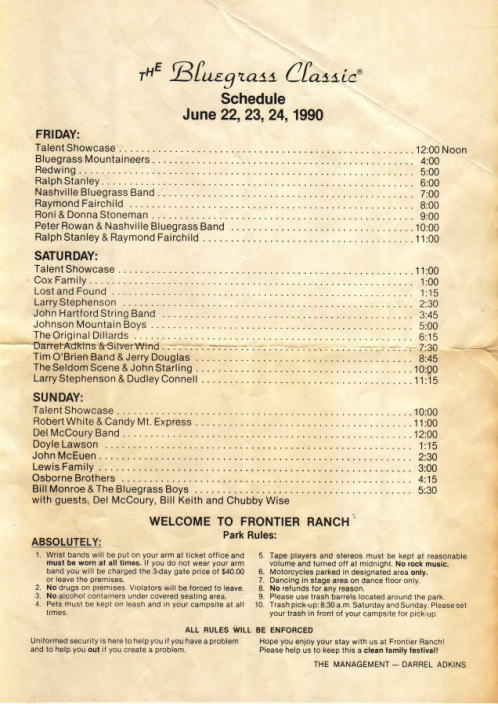 THE Bluegrass Classic®
Schedule
June 22, 23, 24, 1990
FRIDAY:
Talent Showcase 12:00 Noon
Bluegrass Mountaineers 4:00
Redwing 5:00
Ralph Stanley 6:00
Nashville Bluegrass Band 7:00
Raymond Fairchild 8:00
Roni & Donna Stoneman 9:00
Peter Rowan & Nashville Bluegrass Band 10:00
Ralph Stanley & Raymond Fairchild 11:00
SATURDAY:
Talent Showcase 11:00
Cox Family 1:00
Lost and Found 1:15
Larry Stephenson 2:30
John Hartford String Band 3:45
Johnson Mountain Boys 5:00
The Original Dillards 6:15
Darrel Adkins & Silver Wind 7:30
Tim O'Brien Band & Jerry Douglas 8:45
The Seldom Scene & John Starling 10:00
Larry Stephenson & Dudley Connell 11:15
SUNDAY:
Talent Showcase 10:00
Robert White & Candy Mt. Express 11:00
Del McCoury Band 12:00
Doyle Lawson 1:15
John McEuen 2:30
Lewis Family 3:00
Osborne Brothers 4:15
Bill Monroe & The Bluegrass Boys 5:30
with guests, Del McCoury, Bill Keith and Chubby Wise
WELCOME TO FRONTIER RANCH
Park Rules:
ABSOLUTELY:
1. Wrist bands will be put on your arm at ticket office and
must be worn at all times. If you do not wear your arm
band you will be charged the 3-day gate price of $40.00
or leave the premises.
2. No drugs on premises. Violators will be forced to leave.
3. No alcohol containers under covered seating area.
4. Pets must be kept on leash and in your campsite at all
times.
5. Tape players and stereos must be kept at reasonable
volume and turned off at midnight. No rock music.
6. Motorcycles parked in designated area only.
7. Dancing in stage area on dance floor only.
8. No refunds for any reason.
9. Please use trash barrels located around the park.
10. Trash pick-up: 8:30 a.m. Saturday and Sunday. Please set
your trash in front of your campsite for pick-up.
ALL RULES WILL BE ENFORCED
Uniformed security is here to help you if you have a problem
and to help you out if you create a problem.
Hope you enjoy your stay with us at Frontier Ranch!
Please help us to keep this a clean family festival!
THE MANAGEMENT — DARREL ADKINS